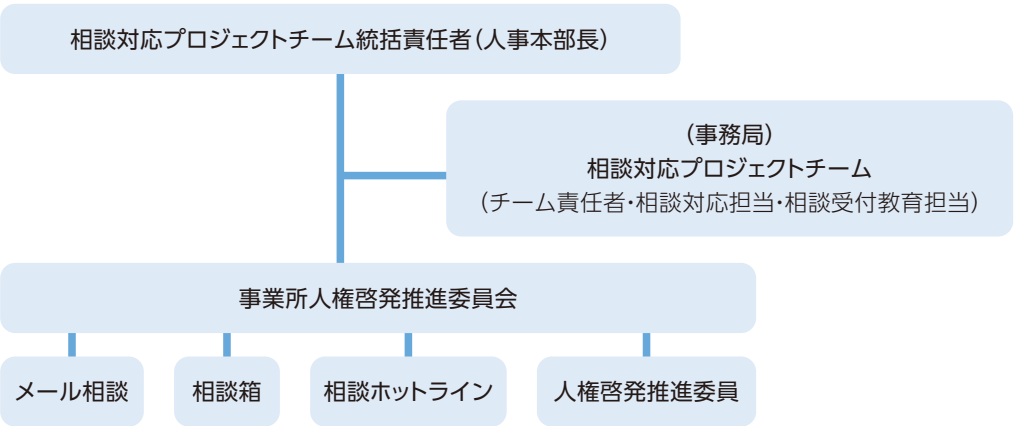 相談対応プロジェクトチーム統括責任者(人事本部長)
(事務局)
相談対応プロジェクトチーム
(チーム責任者・相談対応担当・相談受付教育担当)
事業所人権啓発推進委員会
メール相談
相談箱
相談ホットライン
人権啓発推進委員